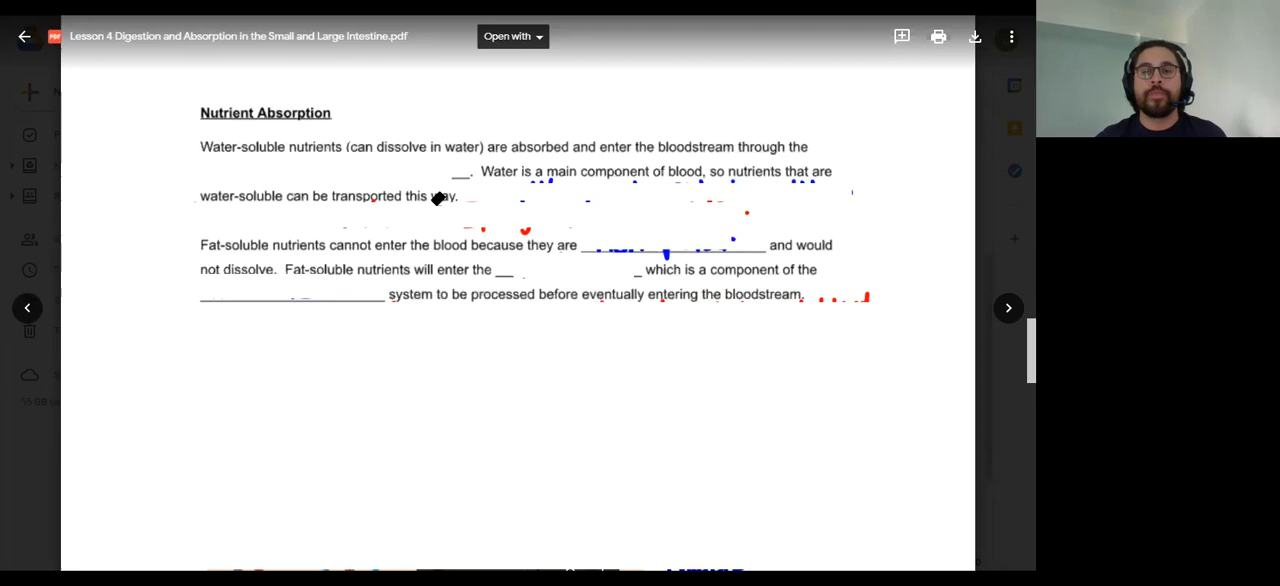 Lesson 4 Digestion and Absorption in the Small and Large Intestine.pdf
Open with
Nutrient Absorption
Water-soluble nutrients (can dissolve in water) are absorbed and enter the bloodstream through the
__. Water is a main component of blood, so nutrients that are
water-soluble can be transported this way.
Fat-soluble nutrients cannot enter the blood because they are ____ and would
not dissolve. Fat-soluble nutrients will enter the __ _ which is a component of the
____ system to be processed before eventually entering the bloodstream.